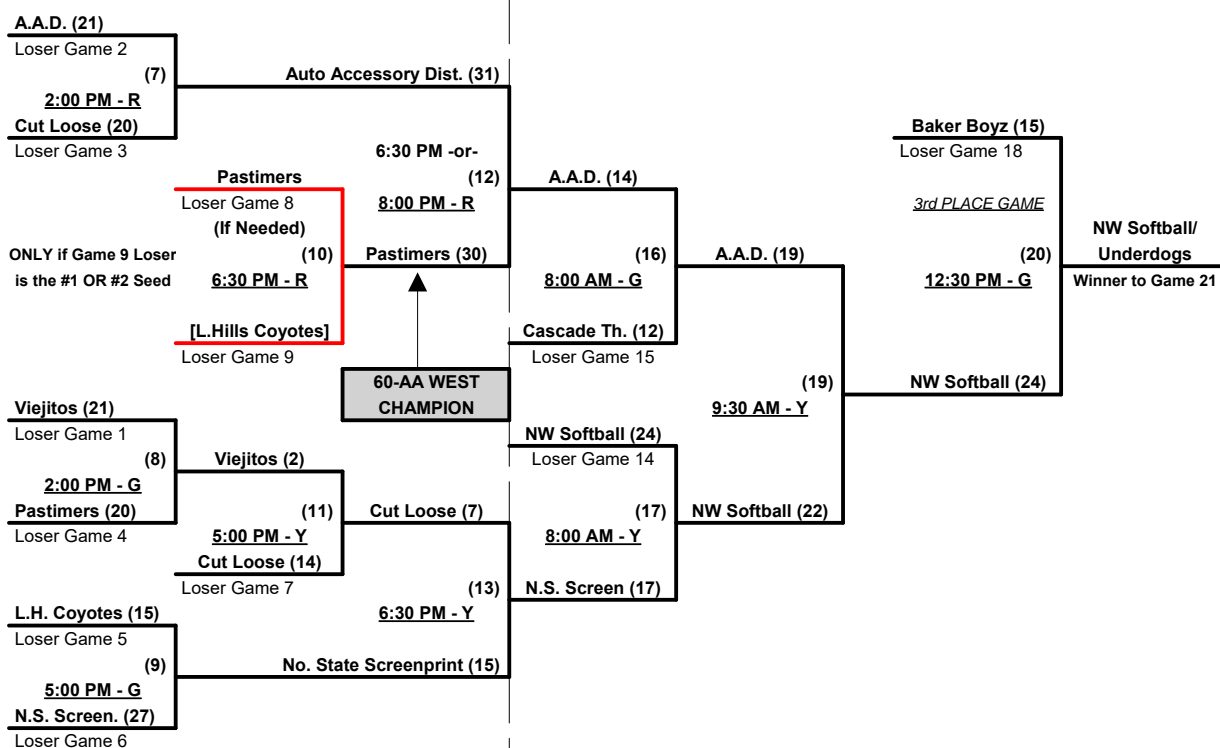 A.A.D. (21)
Loser Game 2
(7)
2:00 PM - R
Cut Loose (20)
Loser Game 3
Auto Accessory Dist. (31)
6:30 PM -or-
(12)
8:00 PM - R
Pastimers
Loser Game 8
(If Needed)
ONLY if Game 9 Loser
is the #1 OR #2 Seed
(10)
6:30 PM - R
[L.Hills Coyotes]
Loser Game 9
Pastimers (30)
60-AA WEST
CHAMPION
A.A.D. (14)
(16)
8:00 AM - G
Cascade Th. (12)
Loser Game 15
A.A.D. (19)
(19)
9:30 AM - Y
Baker Boyz (15)
Loser Game 18
3rd PLACE GAME
(20)
12:30 PM - G
NW Softball/
Underdogs
Winner to Game 21
NW Softball (24)
Viejitos (21)
Loser Game 1
(8)
2:00 PM - G
Pastimers (20)
Loser Game 4
Viejitos (2)
(11)
5:00 PM - Y
Cut Loose (14)
Loser Game 7
Cut Loose (7)
(13)
6:30 PM - Y
L.H. Coyotes (15)
Loser Game 5
(9)
5:00 PM - G
N.S. Screen. (27)
Loser Game 6
No. State Screenprint (15)
NW Softball (24)
Loser Game 14
(17)
8:00 AM - Y
N.S. Screen (17)
NW Softball (22)